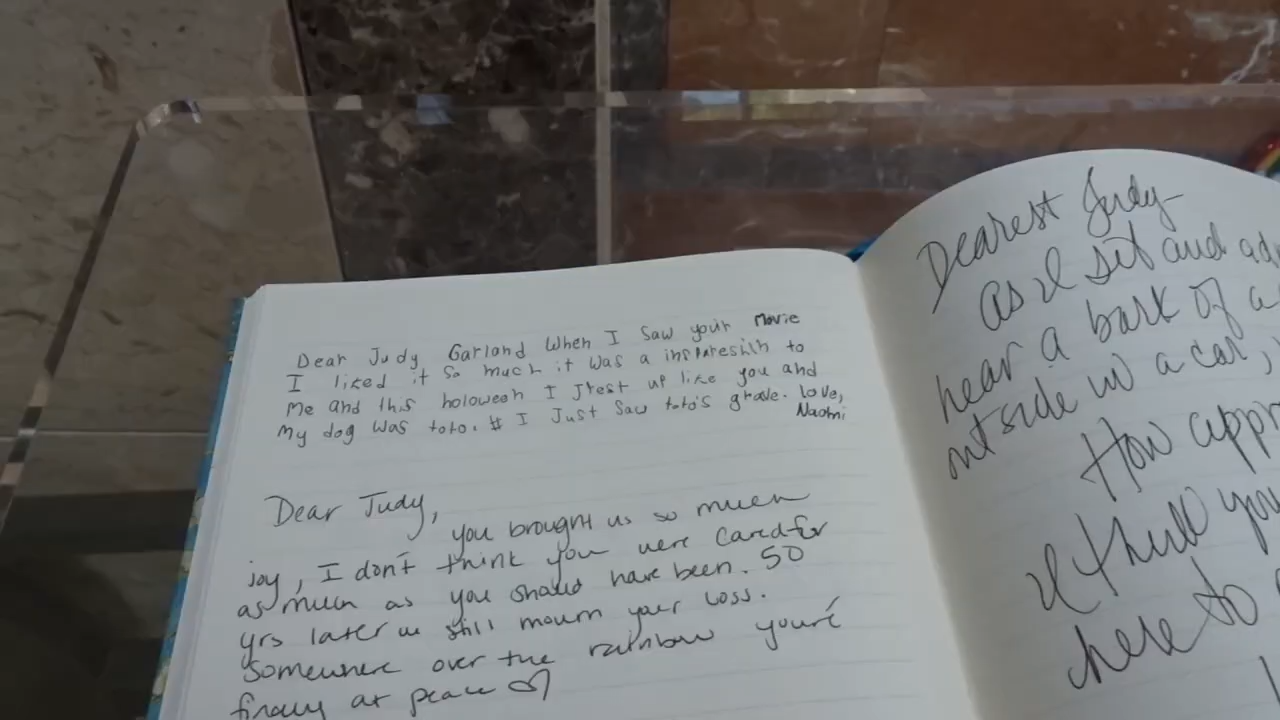 Dear Judy Garland When I saw your Movie
I liked it so much it was a insparesihn to
Me and this holoweeh I Jrest up like you and
My dog was toto. I Just saw toto's grave. Love,
Naomi
Dear Judy,
you brought us so much
joy, I don't think you were cared for
as much as you should have been. 50
yrs later we still mourn your loss.
Somewhere over the rainbow you're
finally at peace
Dearest Judy-
As I sit and
hear a bark of a
outside in a car,
How
I think you
here to